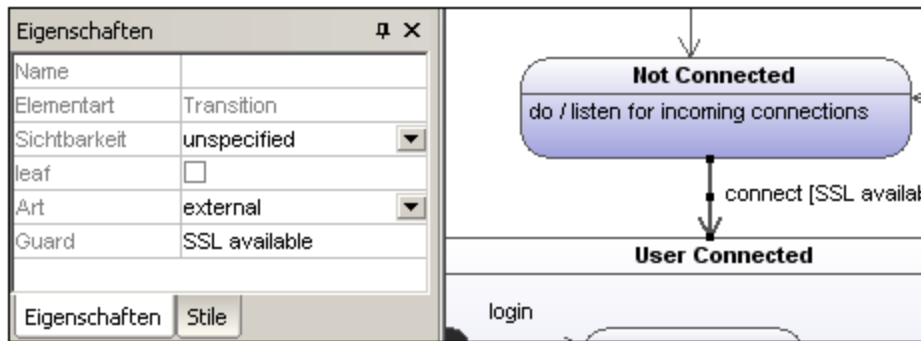 Eigenschaften
Name
Elementart Transition
Sichtbarkeit unspecified
leaf
Art external
Guard SSL available
Eigenschaften Stile
Not Connected
do / listen for incoming connections
connect [SSL availab
User Connected
login